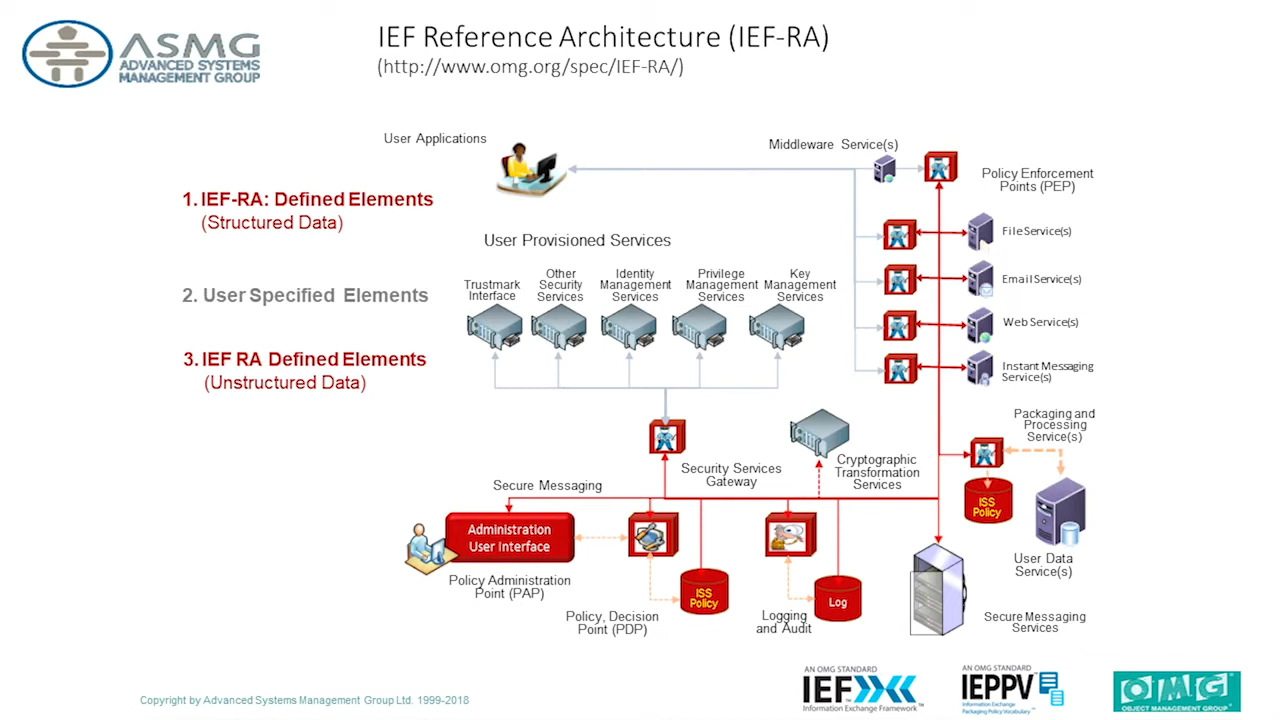 ASMG
ADVANCED SYSTEMS
MANAGEMENT GROUP
IEF Reference Architecture (IEF-RA)
(http://www.omg.org/spec/IEF-RA/)
User Applications
Middleware Service(s)
Policy Enforcement
Points (PEP)
1. IEF-RA: Defined Elements
(Structured Data)
File Service(s)
User Provisioned Services
Trustmark
Interface
Other
Security
Services
Identity
Management
Services
Privilege
Management
Services
Key
Management
Services
Email Service(s)
2. User Specified Elements
Web Service(s)
3. IEF RA Defined Elements
(Unstructured Data)
Instant Messaging
Service(s)
Packaging and
Processing
Service(s)
Security Services
Gateway
Cryptographic
Transformation
Services
Secure Messaging
ISS
Policy
Administration
User Interface
User Data
Service(s)
Policy Administration
Point (PAP)
ISS
Policy
Log
Policy, Decision
Point (PDP)
Logging
and Audit
Secure Messaging
Services
Copyright by Advanced Systems Management Group Ltd. 1999-2018
AN OMG STANDARD
IEF
Information Exchange Framework™
AN OMG STANDARD
IEPPV
Information Exchange
Packaging Policy Vocabulary™
OMG
OBJECT MANAGEMENT GROUP